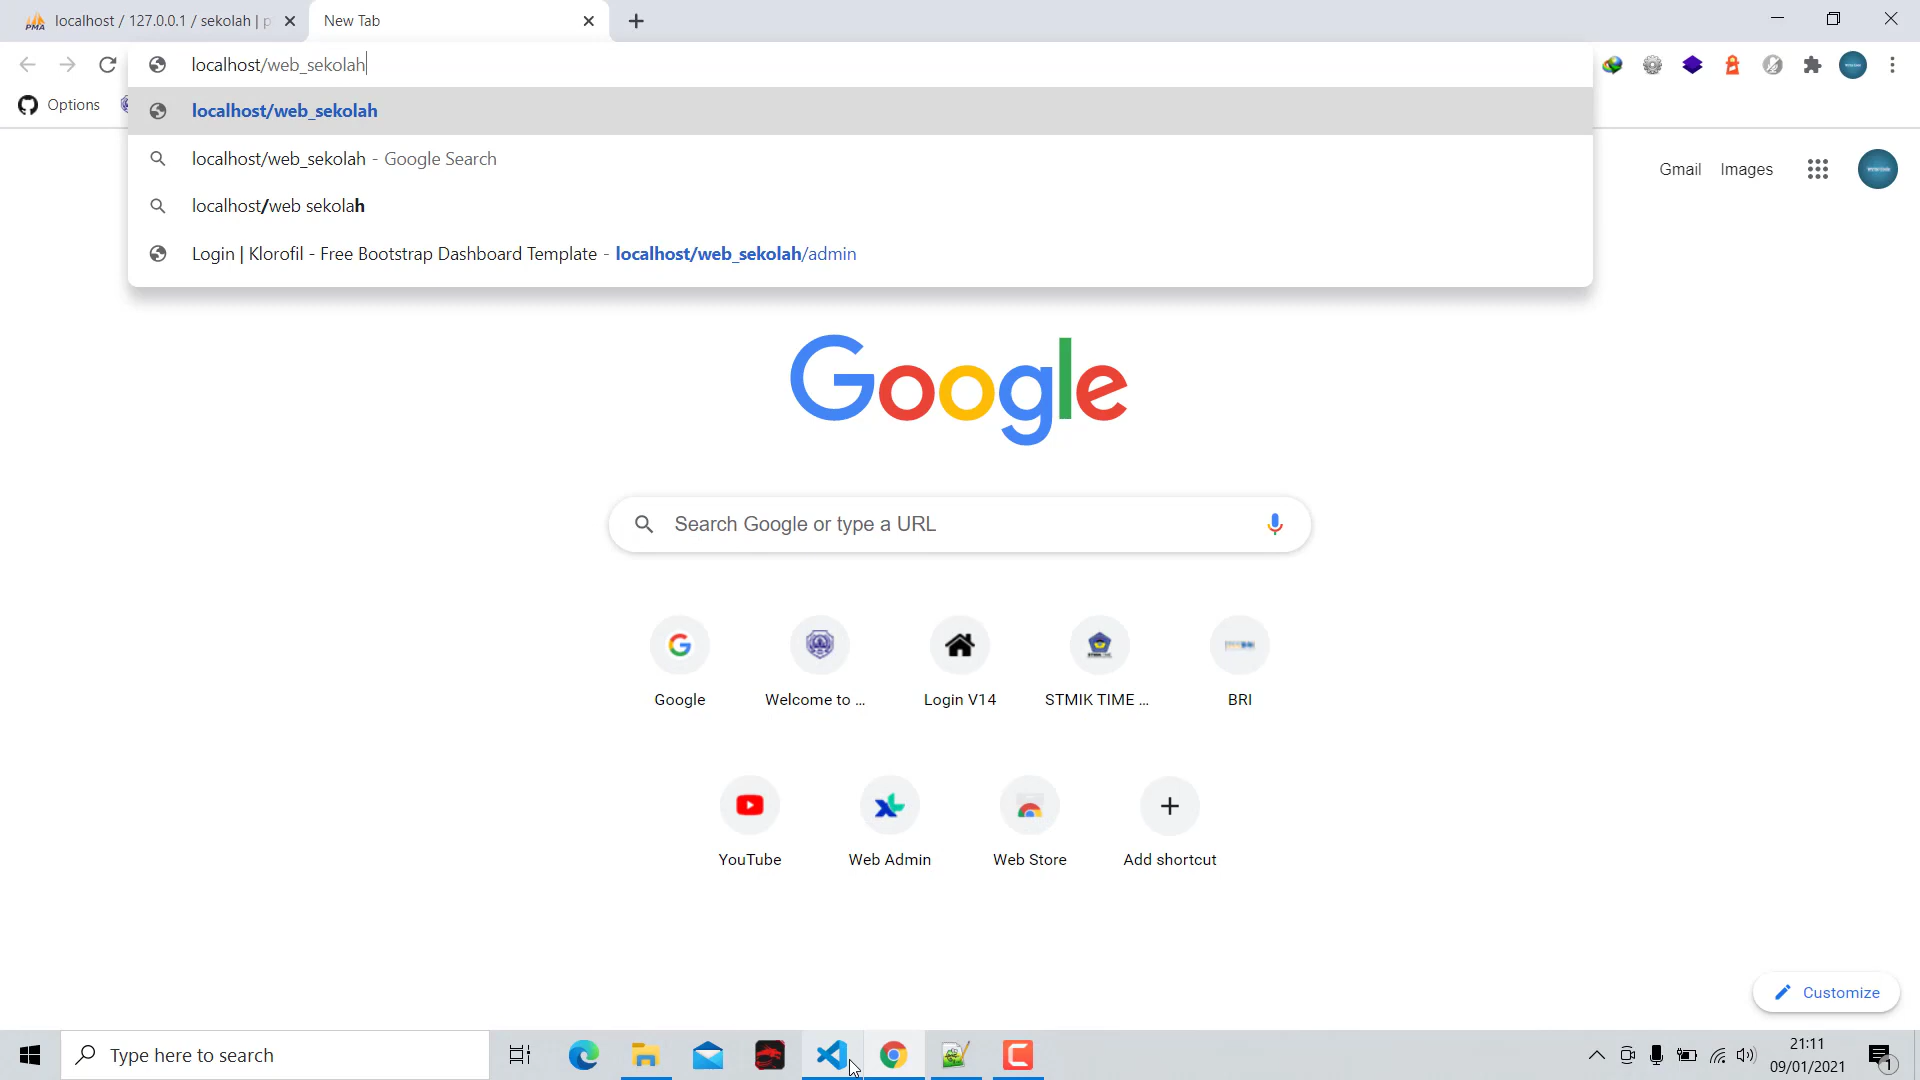 localhost / 127.0.0.1 / sekolah | p
New Tab
localhost/web_sekolah
Options
localhost/web_sekolah
localhost/web_sekolah - Google Search
localhost/web sekolah
Login | Klorofil - Free Bootstrap Dashboard Template - localhost/web_sekolah/admin
Gmail
Images
Google
Search Google or type a URL
Google
Welcome to ...
Login V14
STMIK TIME ...
BRI
YouTube
Web Admin
Web Store
Add shortcut
Customize
Type here to search
21:11
09/01/2021
1